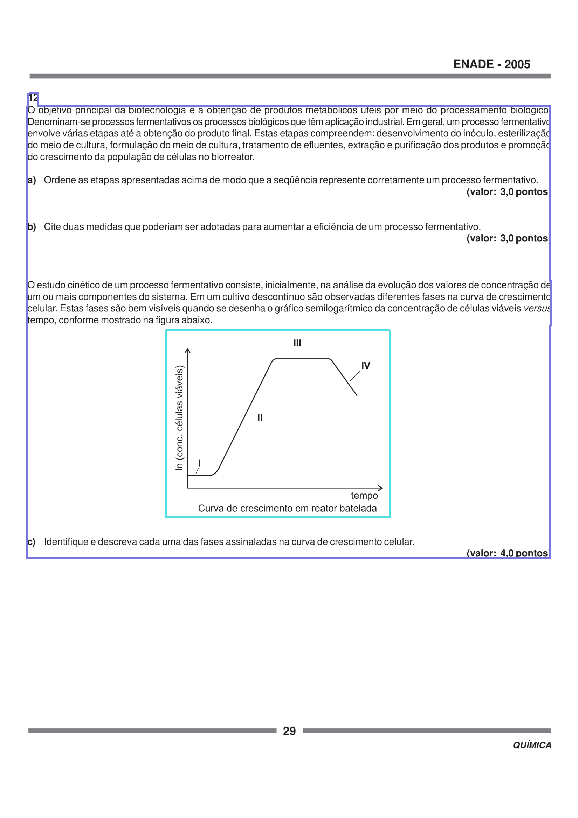 ENADE - 2005
12
O objetivo principal da biotecnologia é a obtenção de produtos metabólicos úteis por meio do processamento biológico.
Denominam-se processos fermentativos os processos biológicos que têm aplicação industrial. Em geral, um processo fermentativo
envolve várias etapas até a obtenção do produto final. Estas etapas compreendem: desenvolvimento do inóculo, esterilização
do meio de cultura, formulação do meio de cultura, tratamento de efluentes, extração e purificação dos produtos e promoção
do crescimento da população de células no biorreator.
a) Ordene as etapas apresentadas acima de modo que a seqüência represente corretamente um processo fermentativo.
(valor: 3,0 pontos)
b) Cite duas medidas que poderiam ser adotadas para aumentar a eficiência de um processo fermentativo.
(valor: 3,0 pontos)
O estudo cinético de um processo fermentativo consiste, inicialmente, na análise da evolução dos valores de concentração de
um ou mais componentes do sistema. Em um cultivo descontínuo são observadas diferentes fases na curva de crescimento
celular. Estas fases são bem visíveis quando se desenha o gráfico semilogarítmico da concentração de células viáveis versus
tempo, conforme mostrado na figura abaixo.
III
IV
ln (conc. células viáveis)
II
I
tempo
Curva de crescimento em reator batelada
c) Identifique e descreva cada uma das fases assinaladas na curva de crescimento celular.
(valor: 4,0 pontos)
29
QUÍMICA